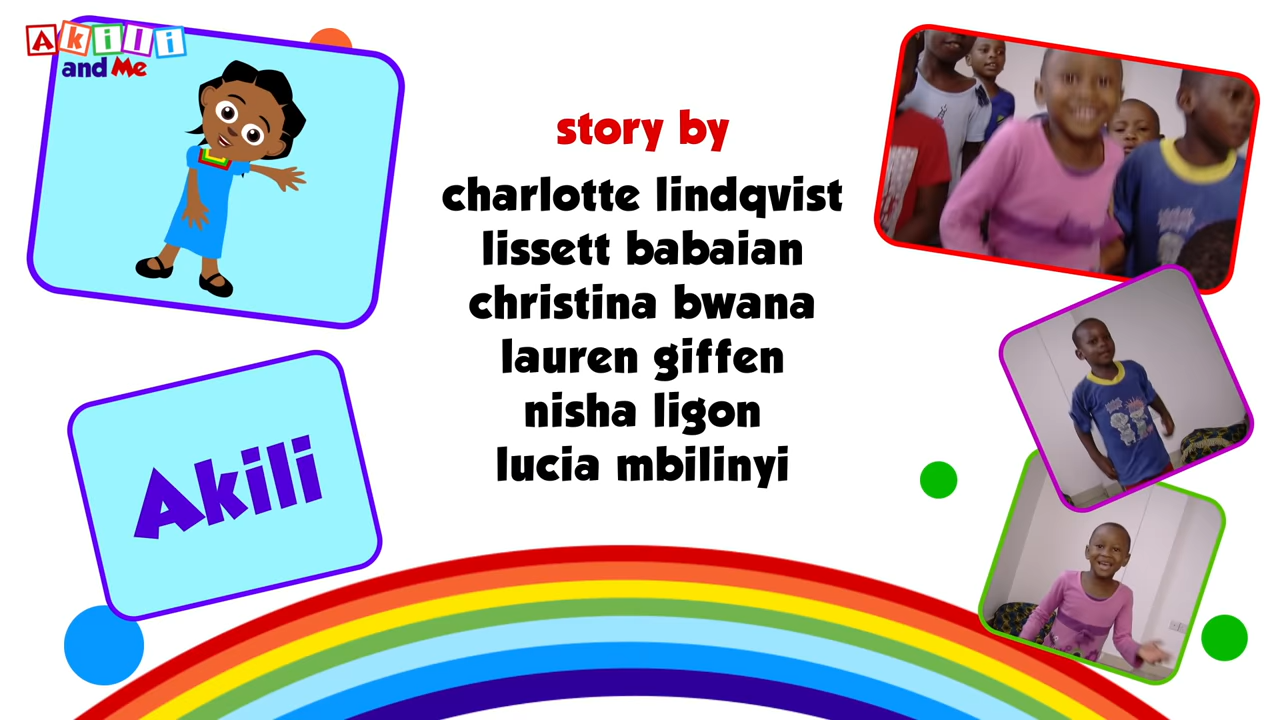 Akili
and Me
story by
charlotte lindqvist
lissett babaian
christina bwana
lauren giffen
nisha ligon
lucia mbilinyi
Akili